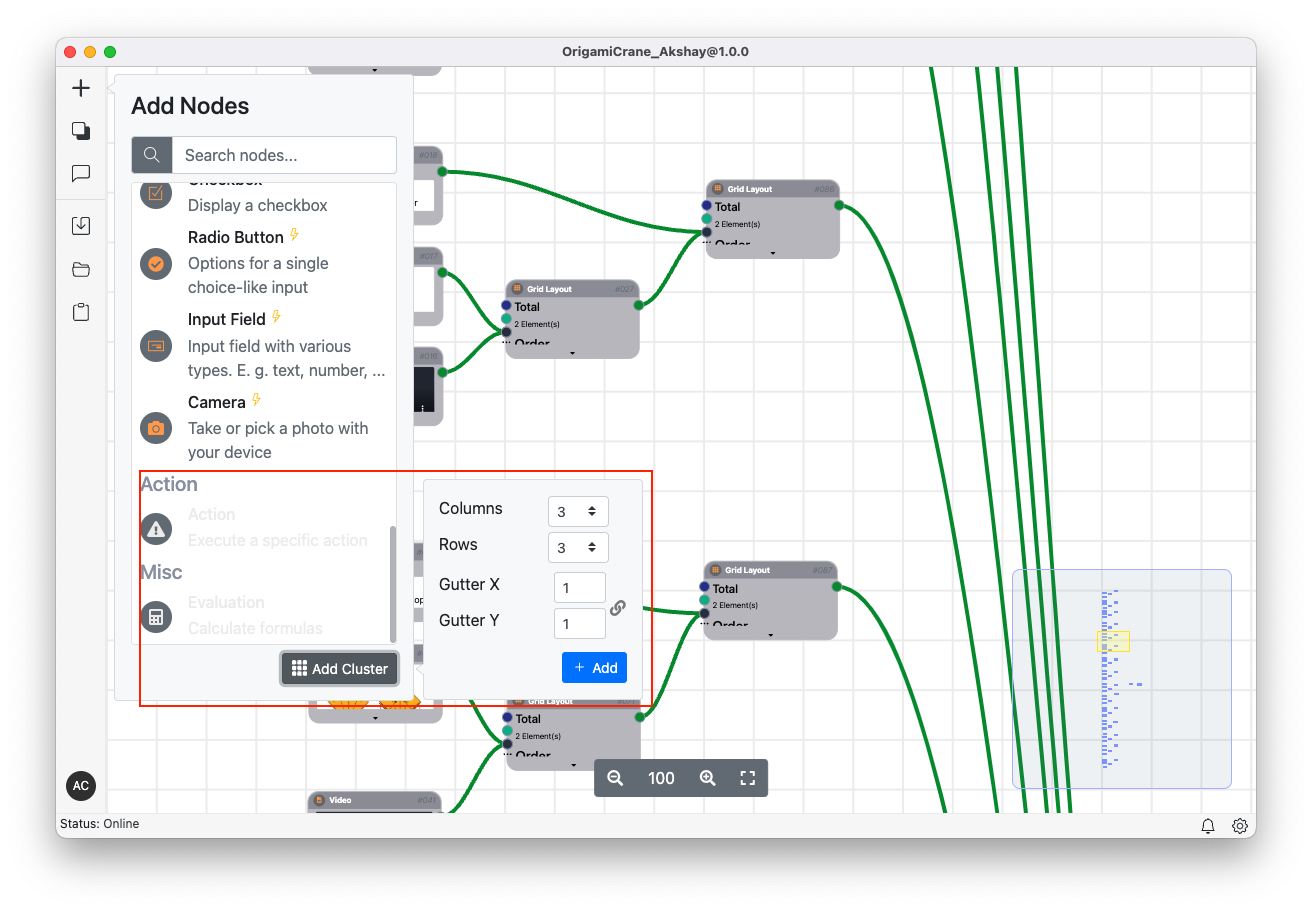 OrigamiCrane_Akshay@1.0.0
Add Nodes
Search nodes...
Checkbox
Display a checkbox
Radio Button
Options for a single
choice-like input
Input Field
Input field with various
types. E. g. text, number, ...
Camera
Take or pick a photo with
your device
Action
Action
Execute a specific action
Misc
Evaluation
Calculate formulas
Add Cluster
Columns
3
Rows
3
Gutter X
1
Gutter Y
1
+ Add
#018
r
#017
#016
Grid Layout #086
Total
2 Element(s)
Order
Grid Layout #027
Total
2 Element(s)
Order
Grid Layout #087
Total
2 Element(s)
Order
Grid Layout
Total
2 Element(s)
Order
Video #041
100
AC
Status: Online